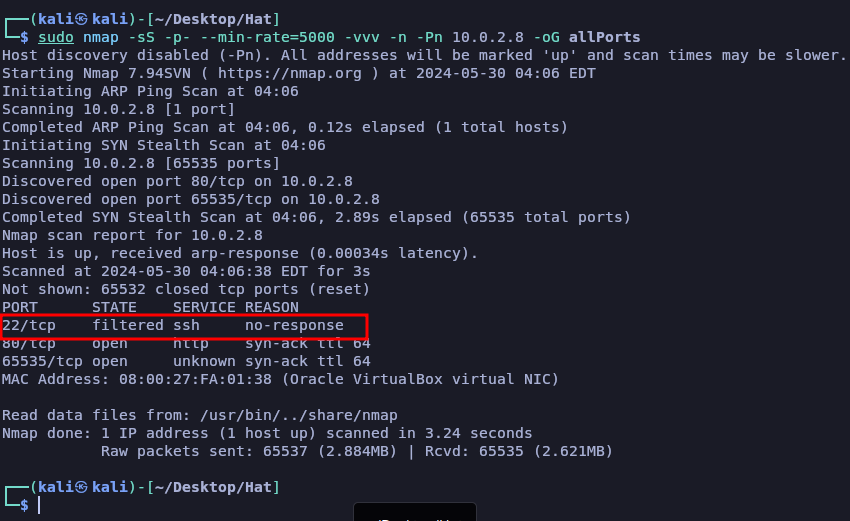 (kali㉿kali)-[~/Desktop/Hat]
$ sudo nmap -sS -p- --min-rate=5000 -vvv -n -Pn 10.0.2.8 -oG allPorts
Host discovery disabled (-Pn). All addresses will be marked 'up' and scan times may be slower.
Starting Nmap 7.94SVN ( https://nmap.org ) at 2024-05-30 04:06 EDT
Initiating ARP Ping Scan at 04:06
Scanning 10.0.2.8 [1 port]
Completed ARP Ping Scan at 04:06, 0.12s elapsed (1 total hosts)
Initiating SYN Stealth Scan at 04:06
Scanning 10.0.2.8 [65535 ports]
Discovered open port 80/tcp on 10.0.2.8
Discovered open port 65535/tcp on 10.0.2.8
Completed SYN Stealth Scan at 04:06, 2.89s elapsed (65535 total ports)
Nmap scan report for 10.0.2.8
Host is up, received arp-response (0.00034s latency).
Scanned at 2024-05-30 04:06:38 EDT for 3s
Not shown: 65532 closed tcp ports (reset)
PORT      STATE    SERVICE REASON
22/tcp    filtered ssh     no-response
80/tcp    open     http    syn-ack ttl 64
65535/tcp open     unknown syn-ack ttl 64
MAC Address: 08:00:27:FA:01:38 (Oracle VirtualBox virtual NIC)
Read data files from: /usr/bin/../share/nmap
Nmap done: 1 IP address (1 host up) scanned in 3.24 seconds
Raw packets sent: 65537 (2.884MB) | Rcvd: 65535 (2.621MB)
(kali㉿kali)-[~/Desktop/Hat]
$